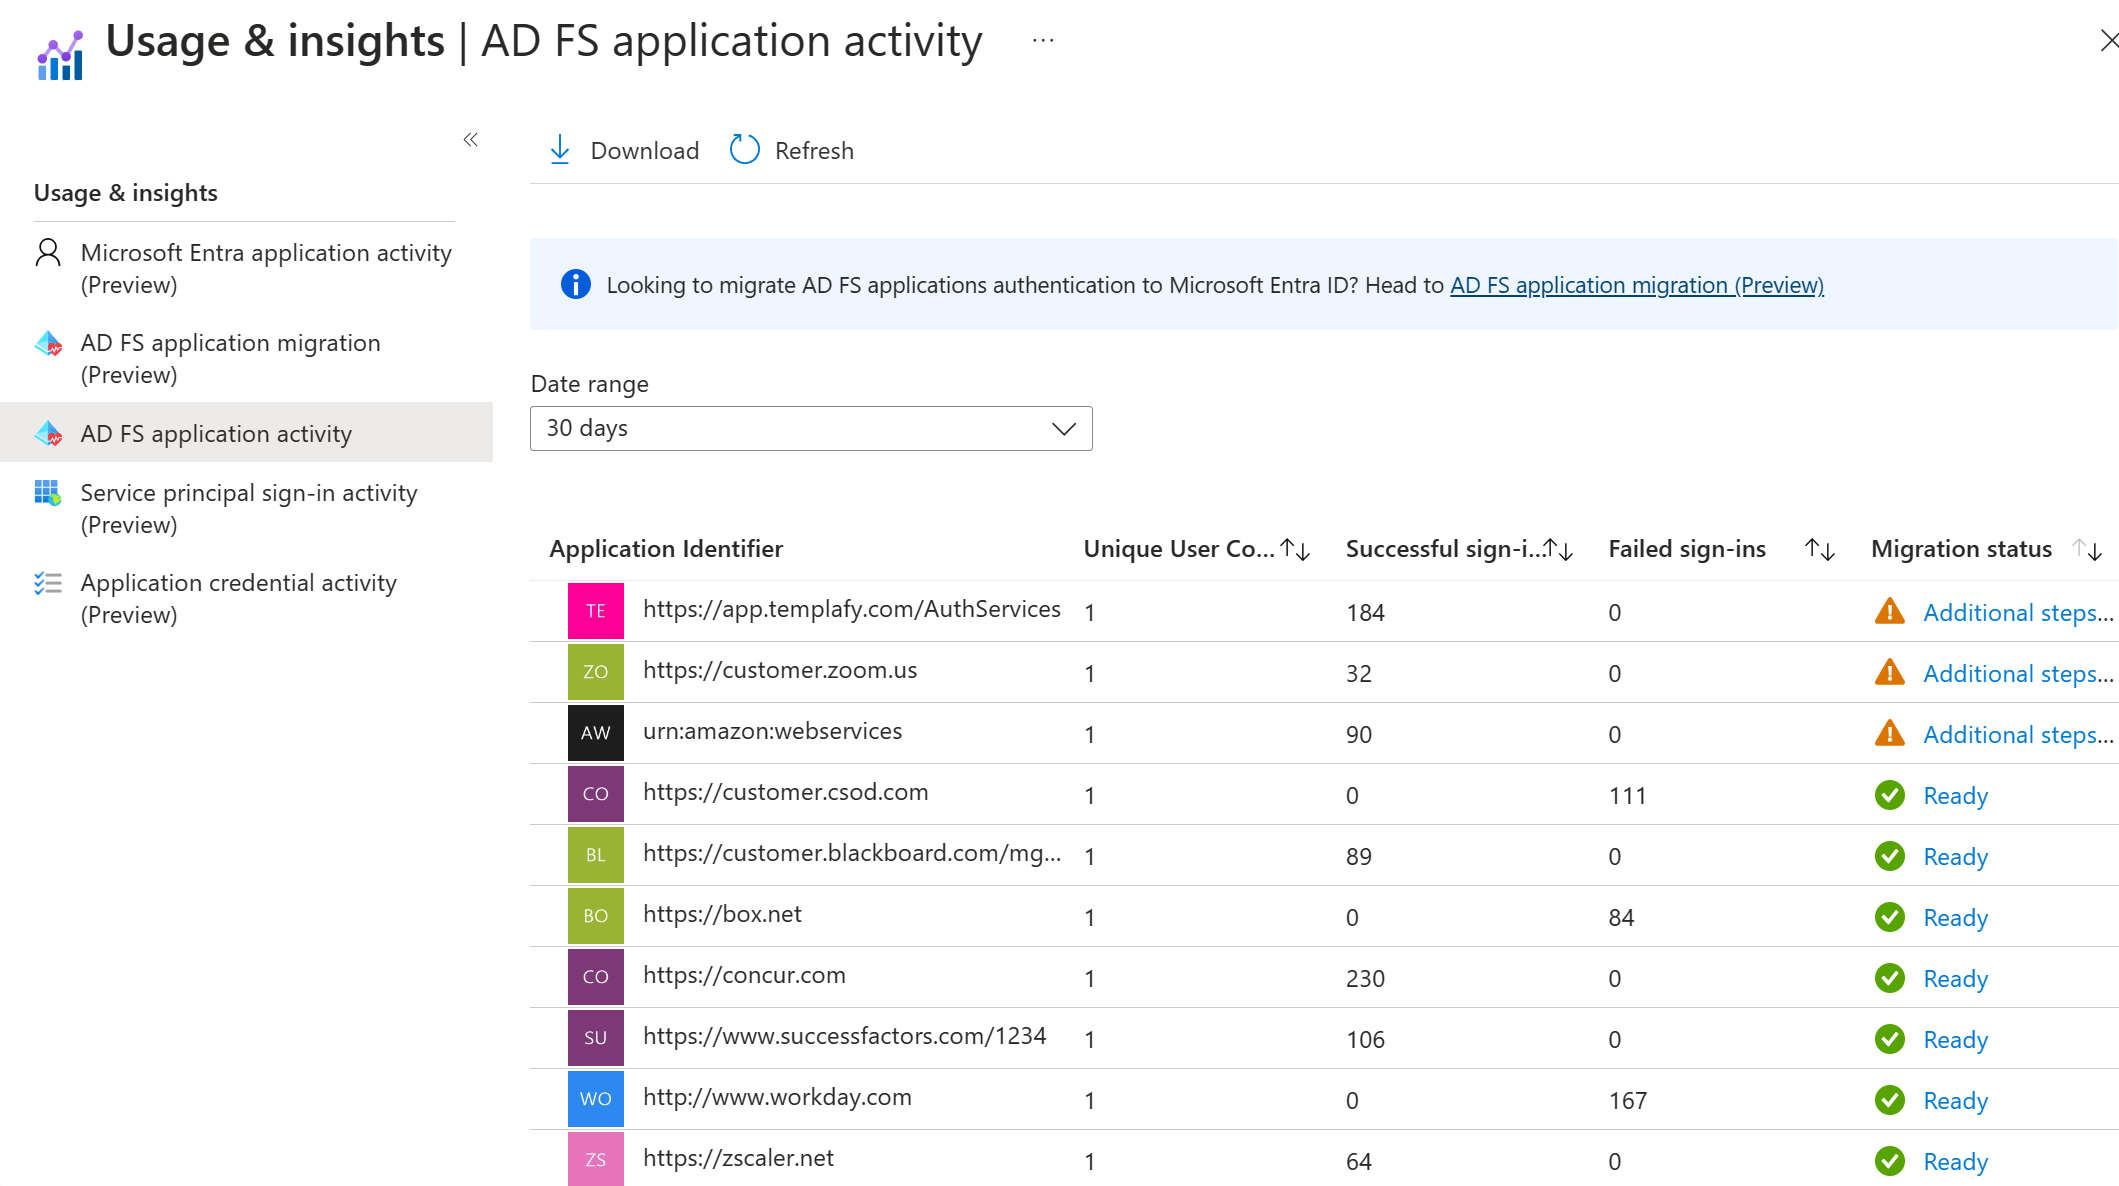 Usage & insights | AD FS application activity ...
Download
Refresh
Usage & insights
Microsoft Entra application activity
(Preview)
AD FS application migration
(Preview)
AD FS application activity
Service principal sign-in activity
(Preview)
Application credential activity
(Preview)
Looking to migrate AD FS applications authentication to Microsoft Entra ID? Head to AD FS application migration (Preview)
Date range
30 days
Application Identifier Unique User Co... Successful sign-i... Failed sign-ins Migration status
TE https://app.templafy.com/AuthServices 1 184 0 Additional steps...
ZO https://customer.zoom.us 1 32 0 Additional steps...
AW urn:amazon:webservices 1 90 0 Additional steps...
CO https://customer.csod.com 1 0 111 Ready
BL https://customer.blackboard.com/mg... 1 89 0 Ready
BO https://box.net 1 0 84 Ready
CO https://concur.com 1 230 0 Ready
SU https://www.successfactors.com/1234 1 106 0 Ready
WO http://www.workday.com 1 0 167 Ready
ZS https://zscaler.net 1 64 0 Ready